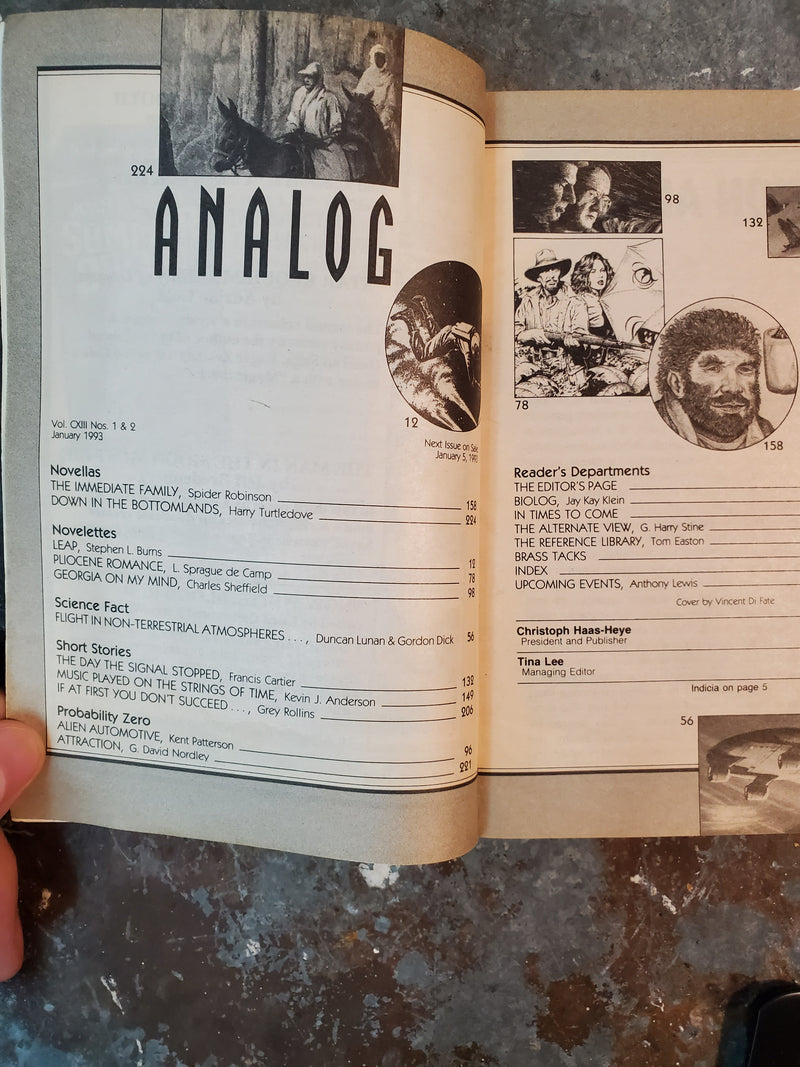 224
ANALOG
12
Vol. CXIII Nos. 1 & 2
January 1993
Next Issue on Sale
January 5, 199
Novellas
THE IMMEDIATE FAMILY, Spider Robinson 158
DOWN IN THE BOTTOMLANDS, Harry Turtledove 224
Novelettes
LEAP, Stephen L. Burns 12
PLIOCENE ROMANCE, L. Sprague de Camp 78
GEORGIA ON MY MIND, Charles Sheffield 98
Science Fact
FLIGHT IN NON-TERRESTRIAL ATMOSPHERES . . . , Duncan Lunan & Gordon Dick 56
Short Stories
THE DAY THE SIGNAL STOPPED, Francis Cartier 132
MUSIC PLAYED ON THE STRINGS OF TIME, Kevin J. Anderson 149
IF AT FIRST YOU DON'T SUCCEED . . . , Grey Rollins 206
Probability Zero
ALIEN AUTOMOTIVE, Kent Patterson 96
ATTRACTION, G. David Nordley 221
98
132
78
158
Reader's Departments
THE EDITOR'S PAGE
BIOLOG, Jay Kay Klein
IN TIMES TO COME
THE ALTERNATE VIEW, G. Harry Stine
THE REFERENCE LIBRARY, Tom Easton
BRASS TACKS
INDEX
UPCOMING EVENTS, Anthony Lewis
Cover by Vincent Di Fate
Christoph Haas-Heye
President and Publisher
Tina Lee
Managing Editor
Indicia on page 5
56